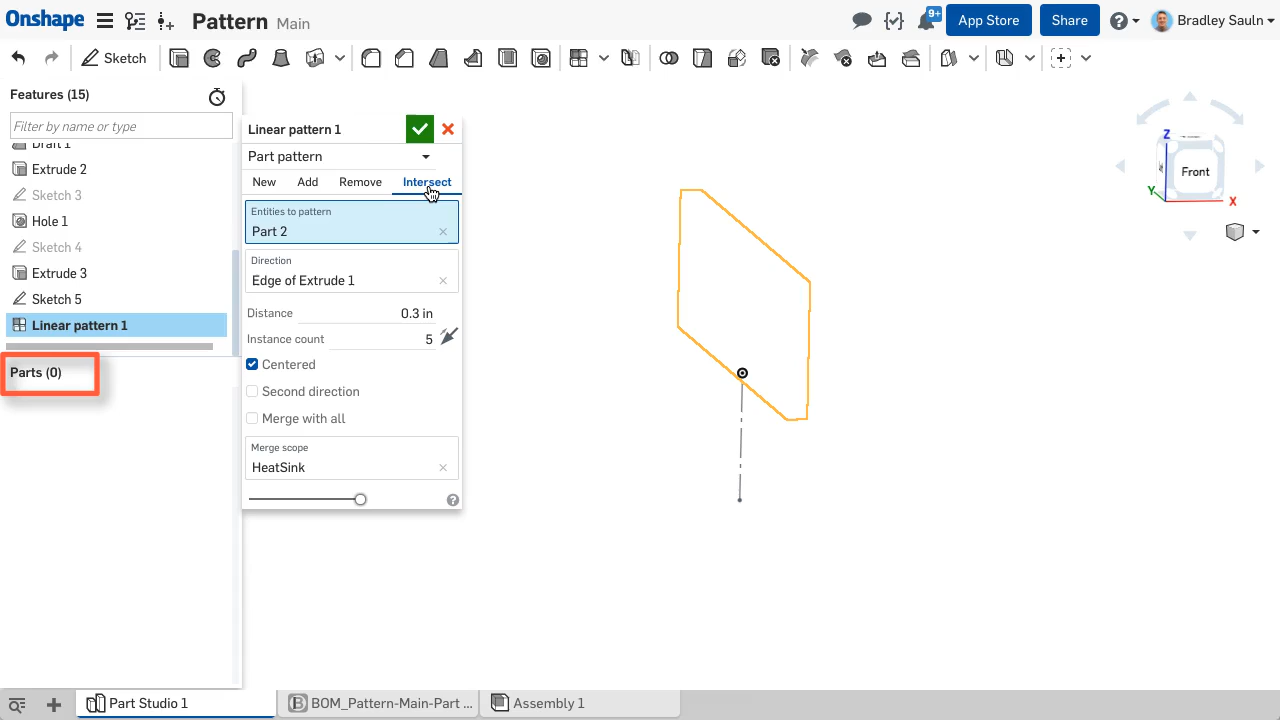 Onshape
Pattern Main
9+
App Store
Share
Bradley Sauln
Sketch
Features (15)
Filter by name or type
Draft 1
Extrude 2
Sketch 3
Hole 1
Sketch 4
Extrude 3
Sketch 5
Linear pattern 1
Parts (0)
Linear pattern 1
Part pattern
New Add Remove Intersect
Entities to pattern
Part 2
Direction
Edge of Extrude 1
Distance 0.3 in
Instance count 5
Centered
Second direction
Merge with all
Merge scope
HeatSink
Z
Front
Y
X
Part Studio 1
BOM_Pattern-Main-Part ...
Assembly 1